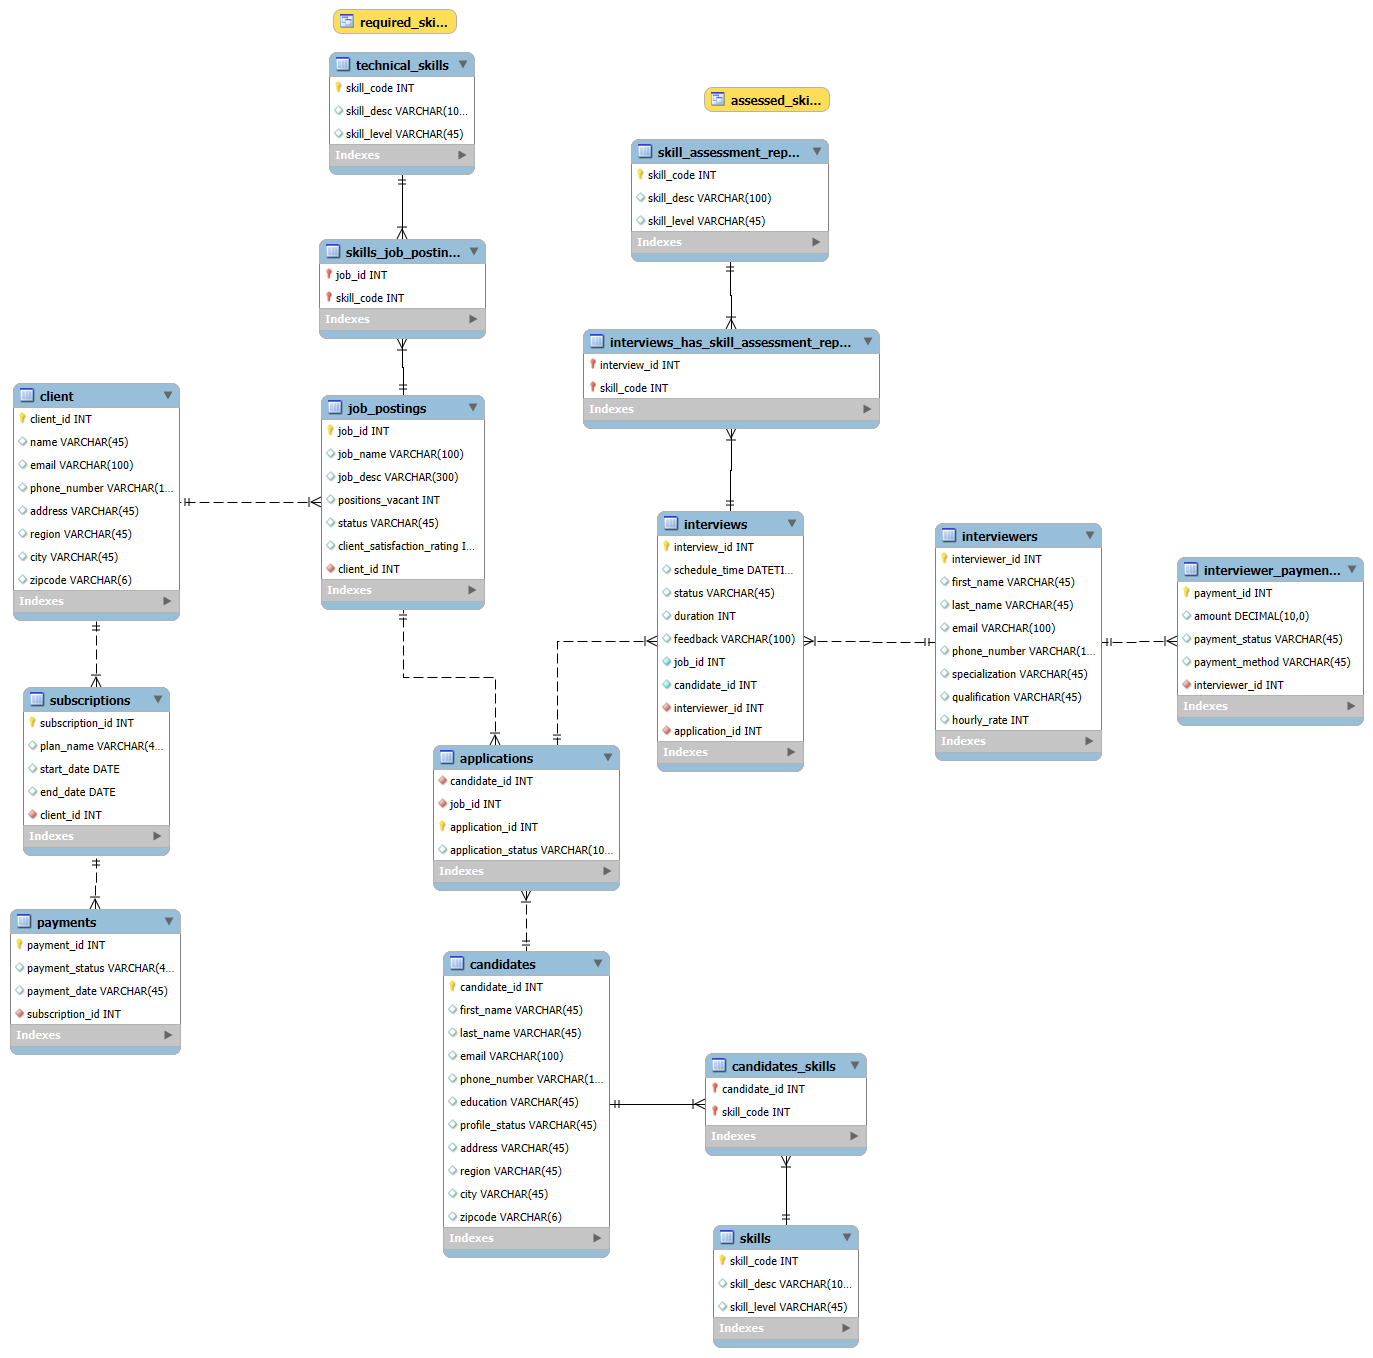 required_ski...
technical_skills
skill_code INT
skill_desc VARCHAR(10...
skill_level VARCHAR(45)
Indexes
assessed_ski...
skill_assessment_rep...
skill_code INT
skill_desc VARCHAR(100)
skill_level VARCHAR(45)
Indexes
skills_job_postin...
job_id INT
skill_code INT
Indexes
interviews_has_skill_assessment_rep...
interview_id INT
skill_code INT
Indexes
client
client_id INT
name VARCHAR(45)
email VARCHAR(100)
phone_number VARCHAR(1...
address VARCHAR(45)
region VARCHAR(45)
city VARCHAR(45)
zipcode VARCHAR(6)
Indexes
job_postings
job_id INT
job_name VARCHAR(100)
job_desc VARCHAR(300)
positions_vacant INT
status VARCHAR(45)
client_satisfaction_rating I...
client_id INT
Indexes
interviews
interview_id INT
schedule_time DATETI...
status VARCHAR(45)
duration INT
feedback VARCHAR(100)
job_id INT
candidate_id INT
interviewer_id INT
application_id INT
Indexes
interviewers
interviewer_id INT
first_name VARCHAR(45)
last_name VARCHAR(45)
email VARCHAR(100)
phone_number VARCHAR(1...
specialization VARCHAR(45)
qualification VARCHAR(45)
hourly_rate INT
Indexes
interviewer_paymen...
payment_id INT
amount DECIMAL(10,0)
payment_status VARCHAR(45)
payment_method VARCHAR(45)
interviewer_id INT
Indexes
subscriptions
subscription_id INT
plan_name VARCHAR(4...
start_date DATE
end_date DATE
client_id INT
Indexes
applications
candidate_id INT
job_id INT
application_id INT
application_status VARCHAR(10...
Indexes
payments
payment_id INT
payment_status VARCHAR(4...
payment_date VARCHAR(45)
subscription_id INT
Indexes
candidates
candidate_id INT
first_name VARCHAR(45)
last_name VARCHAR(45)
email VARCHAR(100)
phone_number VARCHAR(1...
education VARCHAR(45)
profile_status VARCHAR(45)
address VARCHAR(45)
region VARCHAR(45)
city VARCHAR(45)
zipcode VARCHAR(6)
Indexes
candidates_skills
candidate_id INT
skill_code INT
Indexes
skills
skill_code INT
skill_desc VARCHAR(10...
skill_level VARCHAR(45)
Indexes